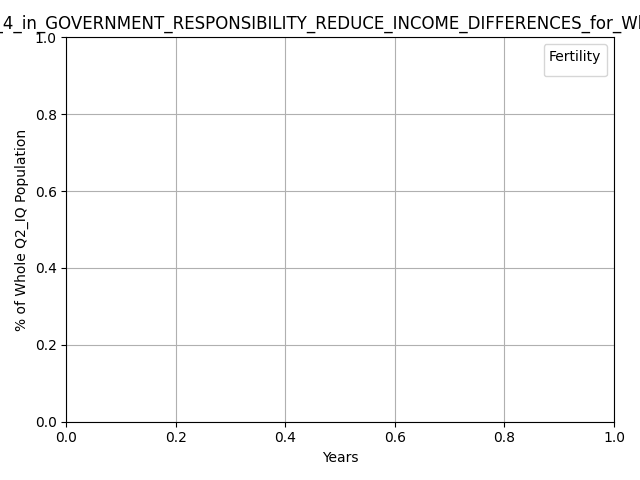 _4_in_GOVERNMENT_RESPONSIBILITY_REDUCE_INCOME_DIFFERENCES_for_Wh
Fertility
1.0
0.8
0.6
0.4
0.2
0.0
% of Whole Q2_IQ Population
0.0 0.2 0.4 0.6 0.8 1.0
Years